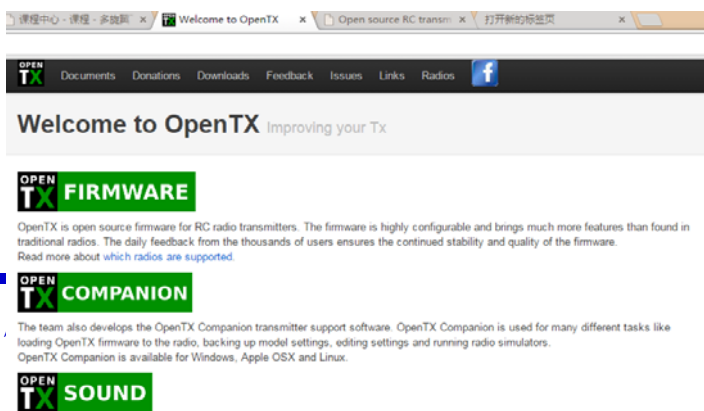 课程中心 - 课程 - 多旋翼
Welcome to OpenTX
Open source RC transm
打开新的标签页
OPEN TX
Documents Donations Downloads Feedback Issues Links Radios f
Welcome to OpenTX Improving your Tx
OPEN TX FIRMWARE
OpenTX is open source firmware for RC radio transmitters. The firmware is highly configurable and brings much more features than found in
traditional radios. The daily feedback from the thousands of users ensures the continued stability and quality of the firmware.
Read more about which radios are supported.
OPEN TX COMPANION
The team also develops the OpenTX Companion transmitter support software. OpenTX Companion is used for many different tasks like
loading OpenTX firmware to the radio, backing up model settings, editing settings and running radio simulators.
OpenTX Companion is available for Windows, Apple OSX and Linux.
OPEN TX SOUND